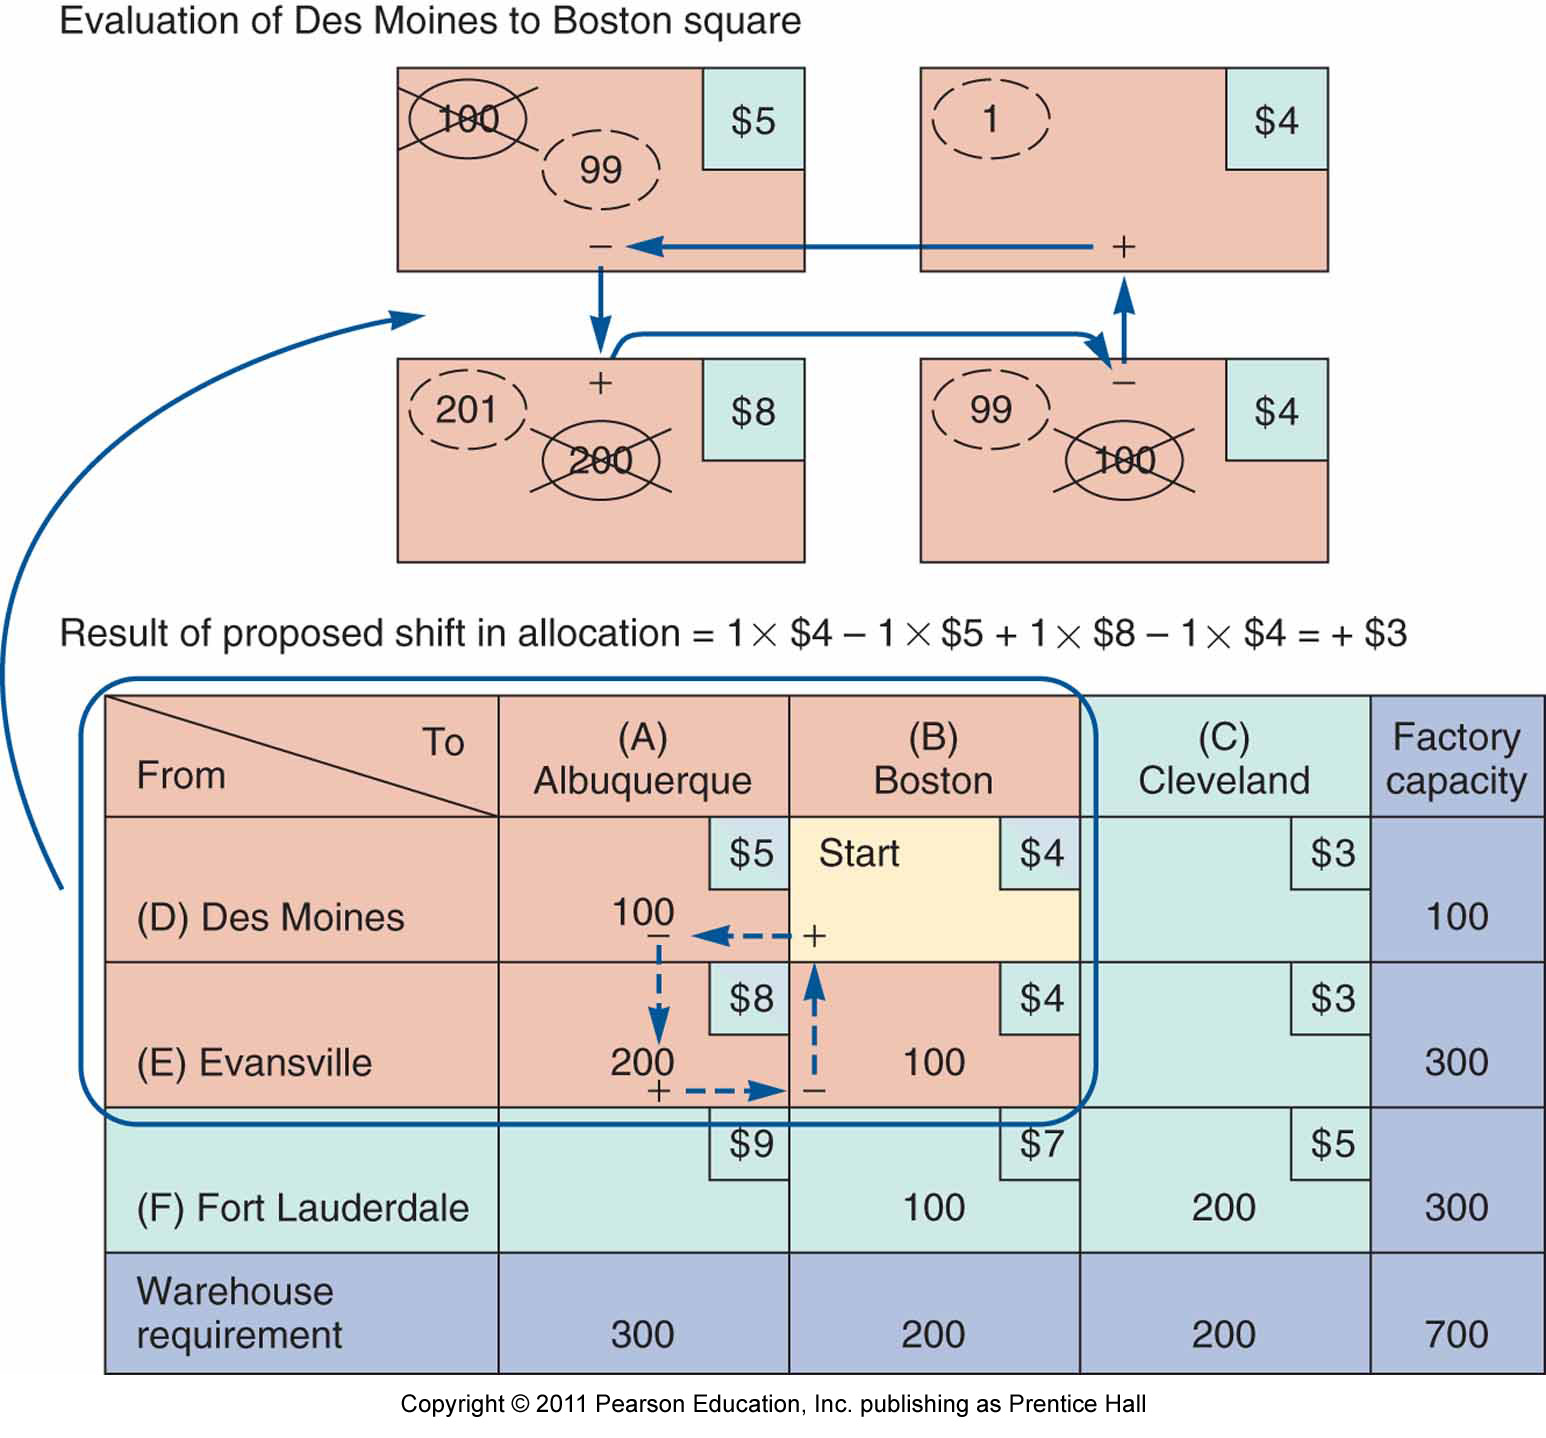 Evaluation of Des Moines to Boston square
100 $5 1 $4
99
− +
201 + $8 99 − $4
200 100
Result of proposed shift in allocation = 1 × $4 – 1 × $5 + 1 × $8 – 1 × $4 = + $3
To (A) (B) (C) Factory
From Albuquerque Boston Cleveland capacity
$5 Start $4 $3
(D) Des Moines 100 100
− +
$8 $4 $3
(E) Evansville 200 100 300
+ −
$9 $7 $5
(F) Fort Lauderdale 100 200 300
Warehouse
requirement 300 200 200 700
Copyright © 2011 Pearson Education, Inc. publishing as Prentice Hall